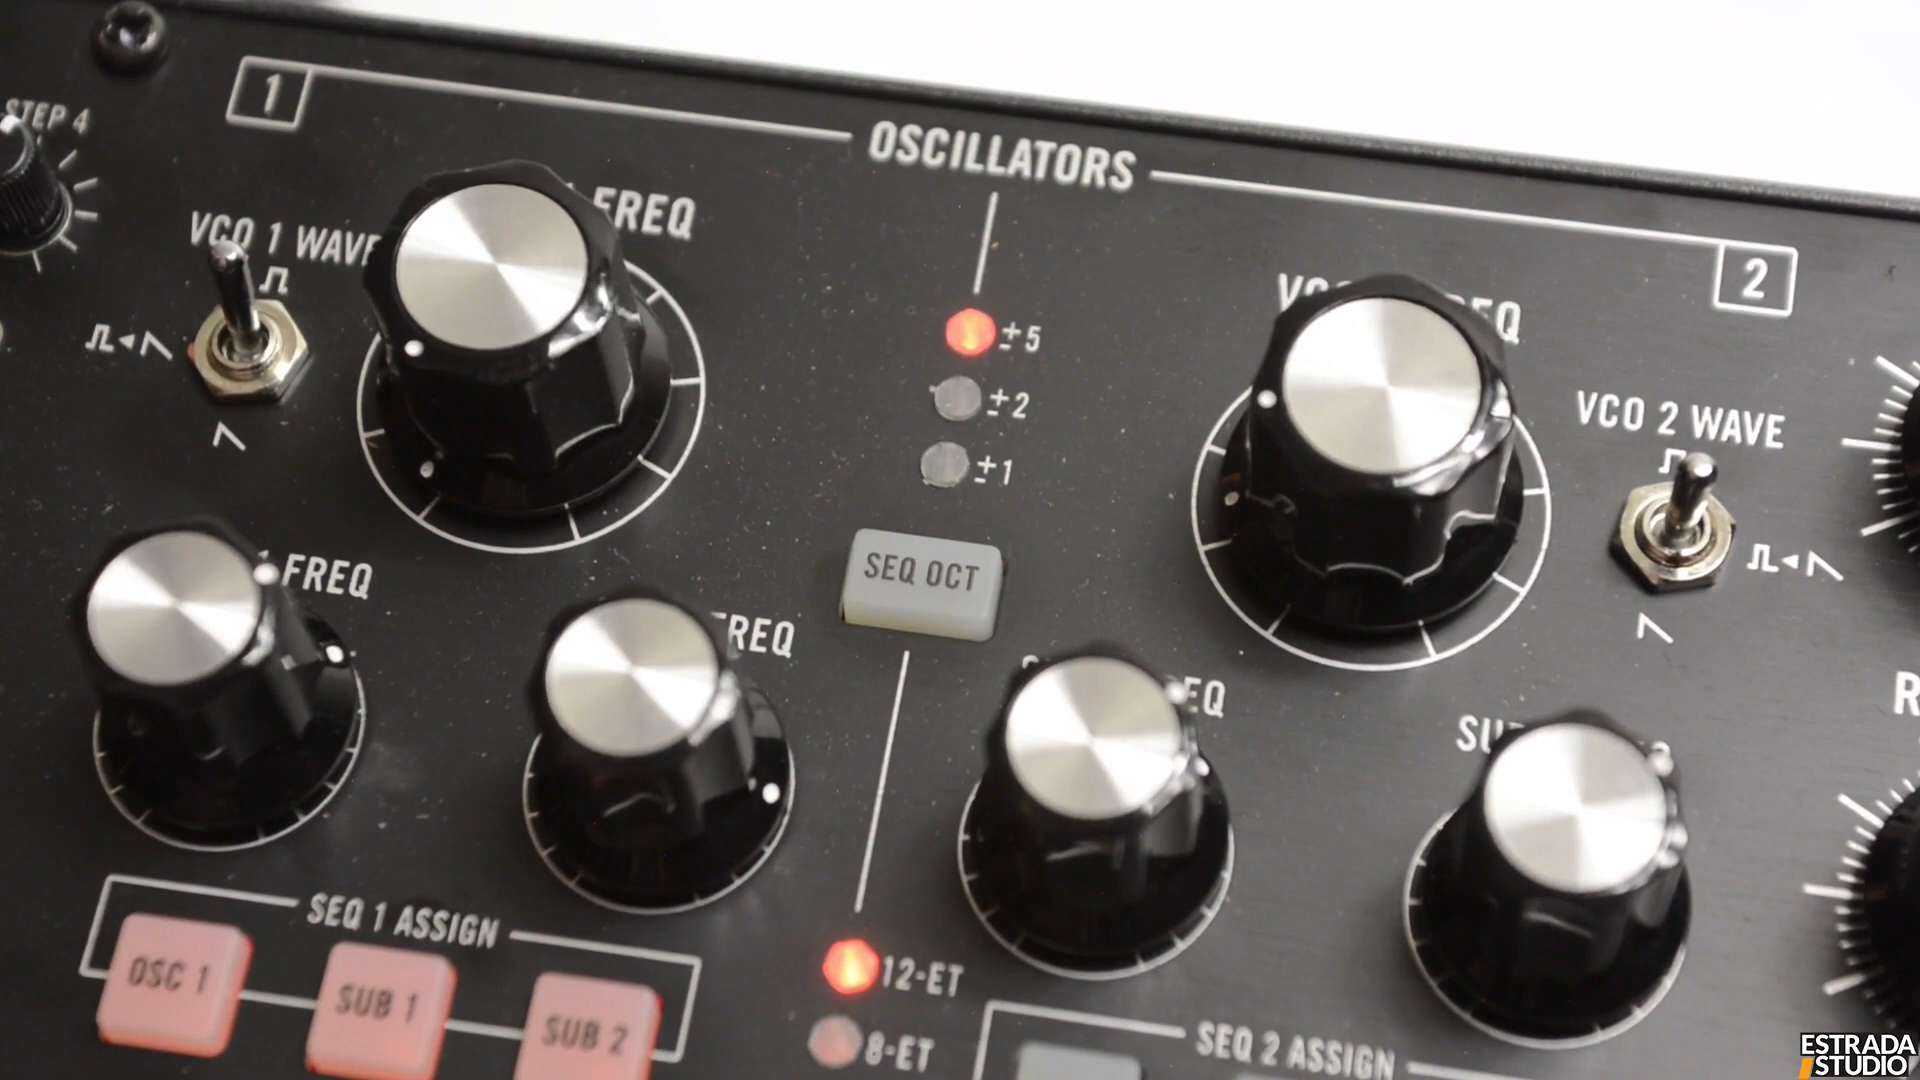 1
OSCILLATORS
2
STEP 4
VCO 1 WAVE
FREQ
±5
±2
±1
VCO 2 WAVE
SEQ OCT
FREQ
FREQ
SEQ 1 ASSIGN
OSC 1
SUB 1
SUB 2
12-ET
8-ET
SEQ 2 ASSIGN
ESTRADA
STUDIO